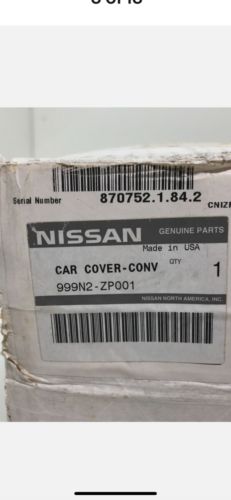 Serial Number 870752.1.84.2
NISSAN GENUINE PARTS
Made in USA
CAR COVER-CONV QTY 1
999N2-ZP001
NISSAN NORTH AMERICA, INC.